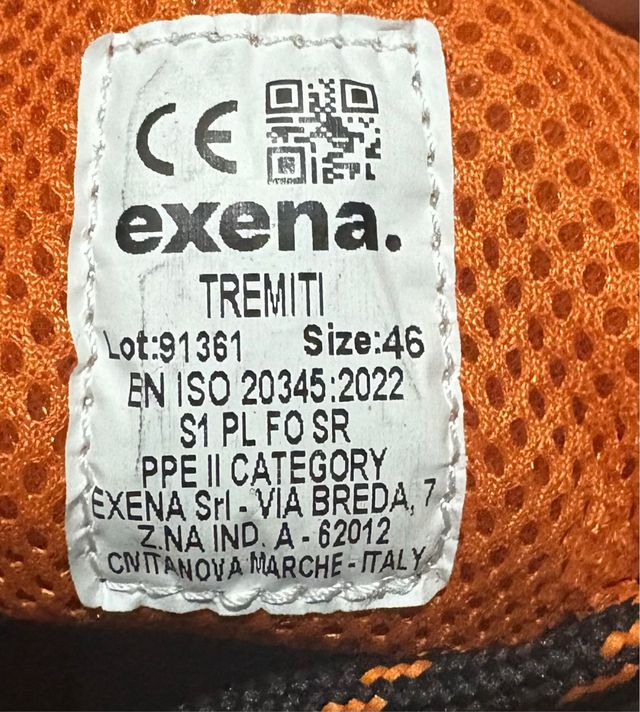 CE
exena.
TREMITI
Lot:91361 Size:46
EN ISO 20345:2022
S1 PL FO SR
PPE II CATEGORY
EXENA Srl - VIA BREDA, 7
Z.NA IND. A - 62012
CIVITANOVA MARCHE - ITALY